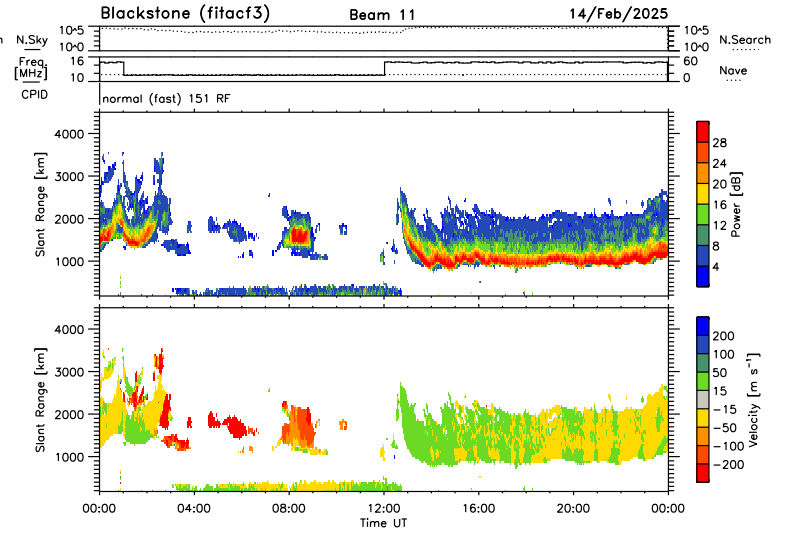 Blackstone (fitacf3) Beam 11 14/Feb/2025
N.Sky 10^5 10^0 10^5 10^0 N.Search
Freq. [MHz] 16 10 60 0 Nave
CPID normal (fast) 151 RF
Slant Range [km] 4000 3000 2000 1000
28 24 20 16 12 8 4 Power [dB]
Slant Range [km] 4000 3000 2000 1000
200 100 50 15 −15 −50 −100 −200 Velocity [m s⁻¹]
00:00 04:00 08:00 12:00 16:00 20:00 00:00
Time UT